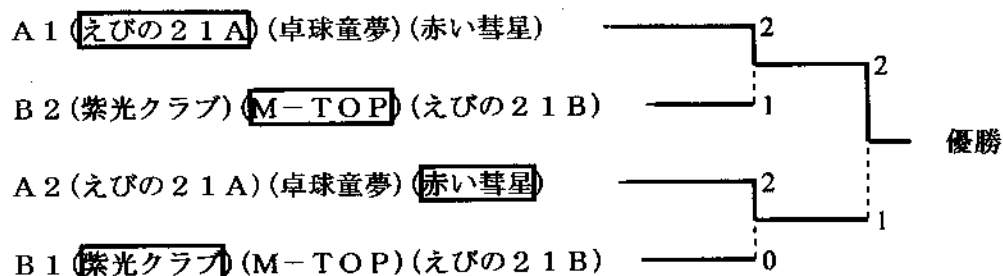 A1(えびの21A)(卓球童夢)(赤い彗星)
2
2
B2(紫光クラブ)(M-TOP)(えびの21B)
1
優勝
A2(えびの21A)(卓球童夢)(赤い彗星)
2
1
B1(紫光クラブ)(M-TOP)(えびの21B)
0